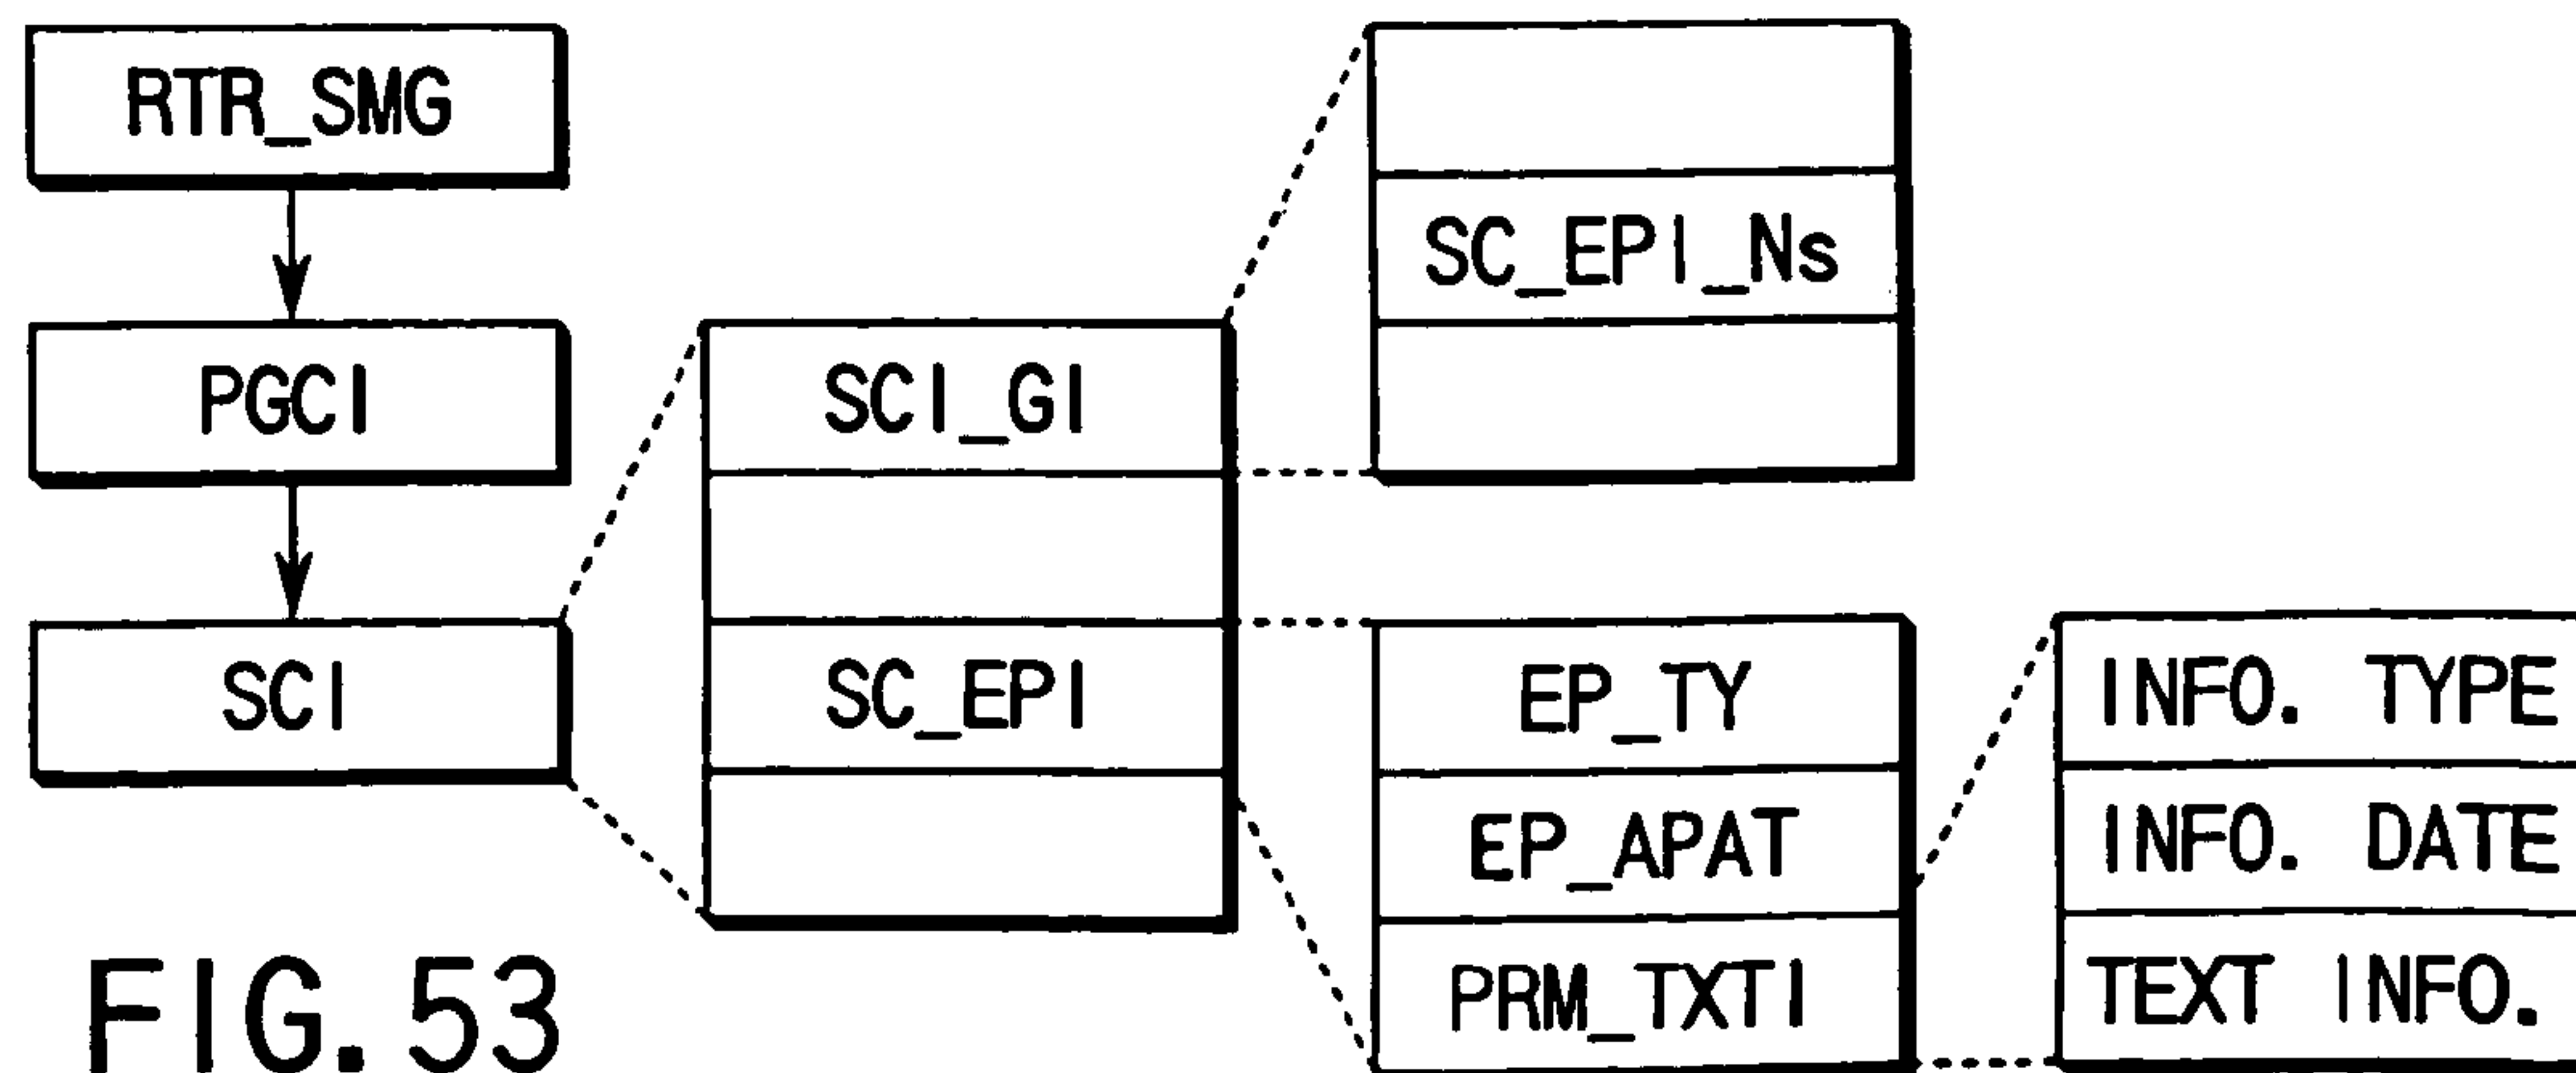 RTR_SMG
PGCI
SCI
SCI_GI
SC_EPI
SC_EPI_Ns
EP_TY
EP_APAT
PRM_TXTI
INFO. TYPE
INFO. DATE
TEXT INFO.
FIG. 53